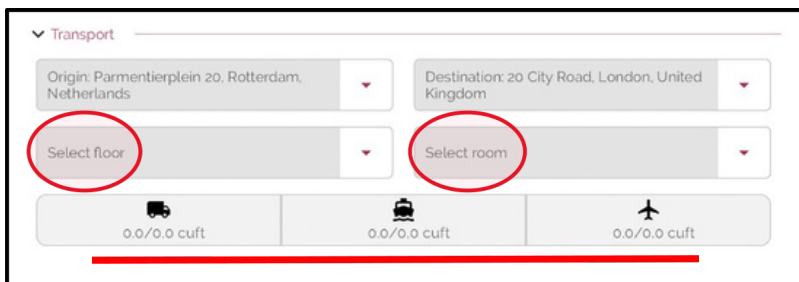 Transport
Origin: Parmentierplein 20, Rotterdam,
Netherlands
Destination: 20 City Road, London, United
Kingdom
Select floor
Select room
0.0/0.0 cuft
0.0/0.0 cuft
0.0/0.0 cuft